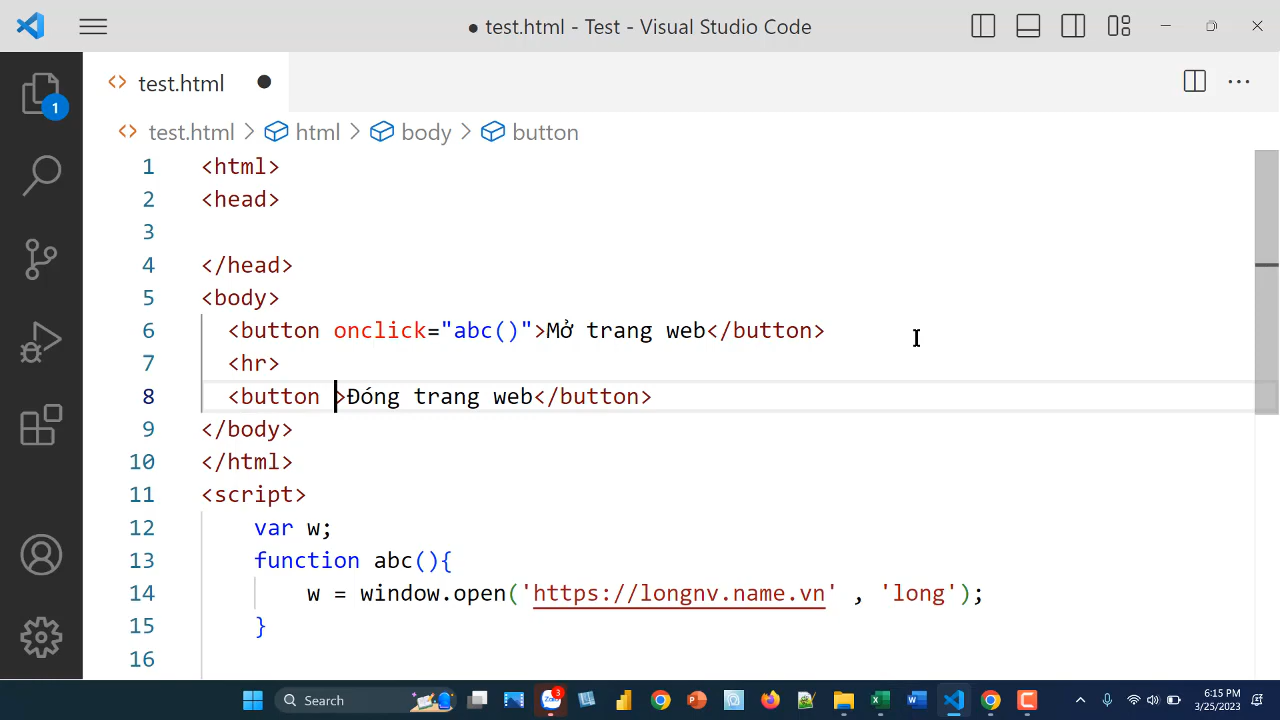 ● test.html - Test - Visual Studio Code
test.html
1
test.html > html > body > button
1 <html>
2 <head>
3
4 </head>
5 <body>
6 <button onclick="abc()">Mở trang web</button>
7 <hr>
8 <button >Đóng trang web</button>
9 </body>
10 </html>
11 <script>
12 var w;
13 function abc(){
14 w = window.open('https://longnv.name.vn' , 'long');
15 }
16
Search
Zalo
3
6:15 PM
3/25/2023